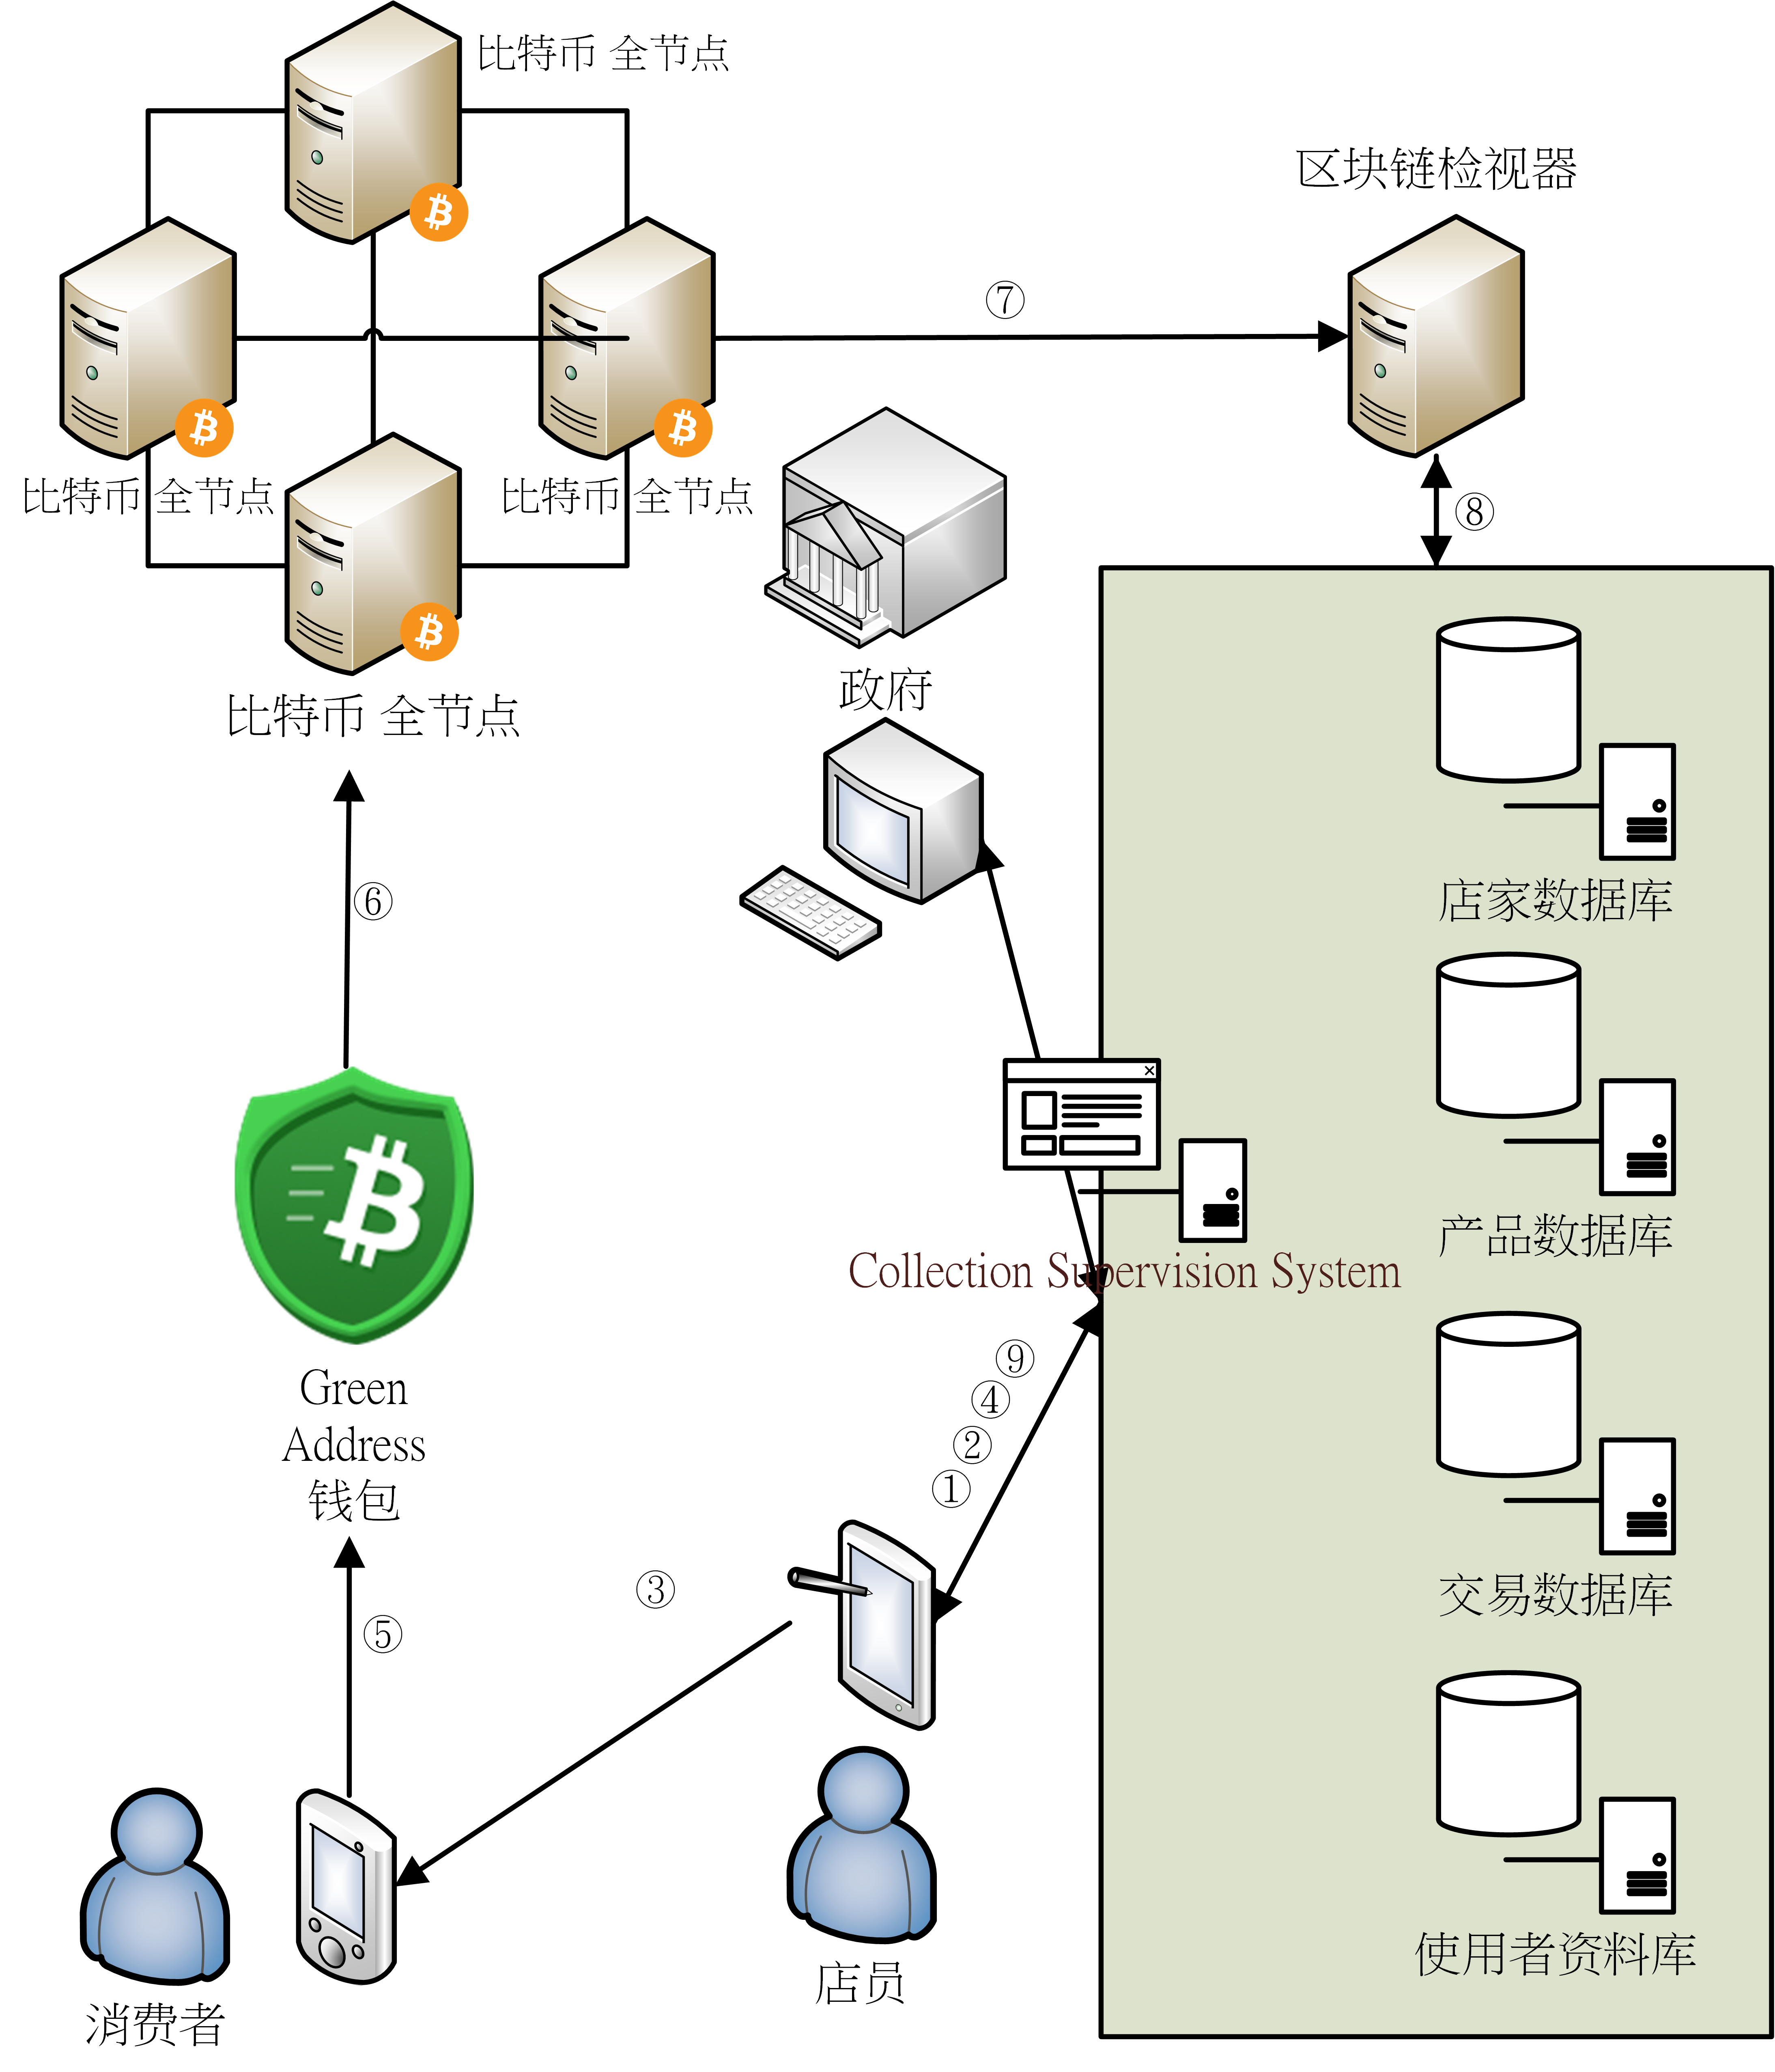 比特币 全节点
区块链检视器
⑦
比特币 全节点
比特币 全节点
⑧
政府
比特币 全节点
店家数据库
⑥
产品数据库
Collection Supervision System
⑨
④
②
①
Green
Address
钱包
③
⑤
交易数据库
使用者资料库
店员
消费者